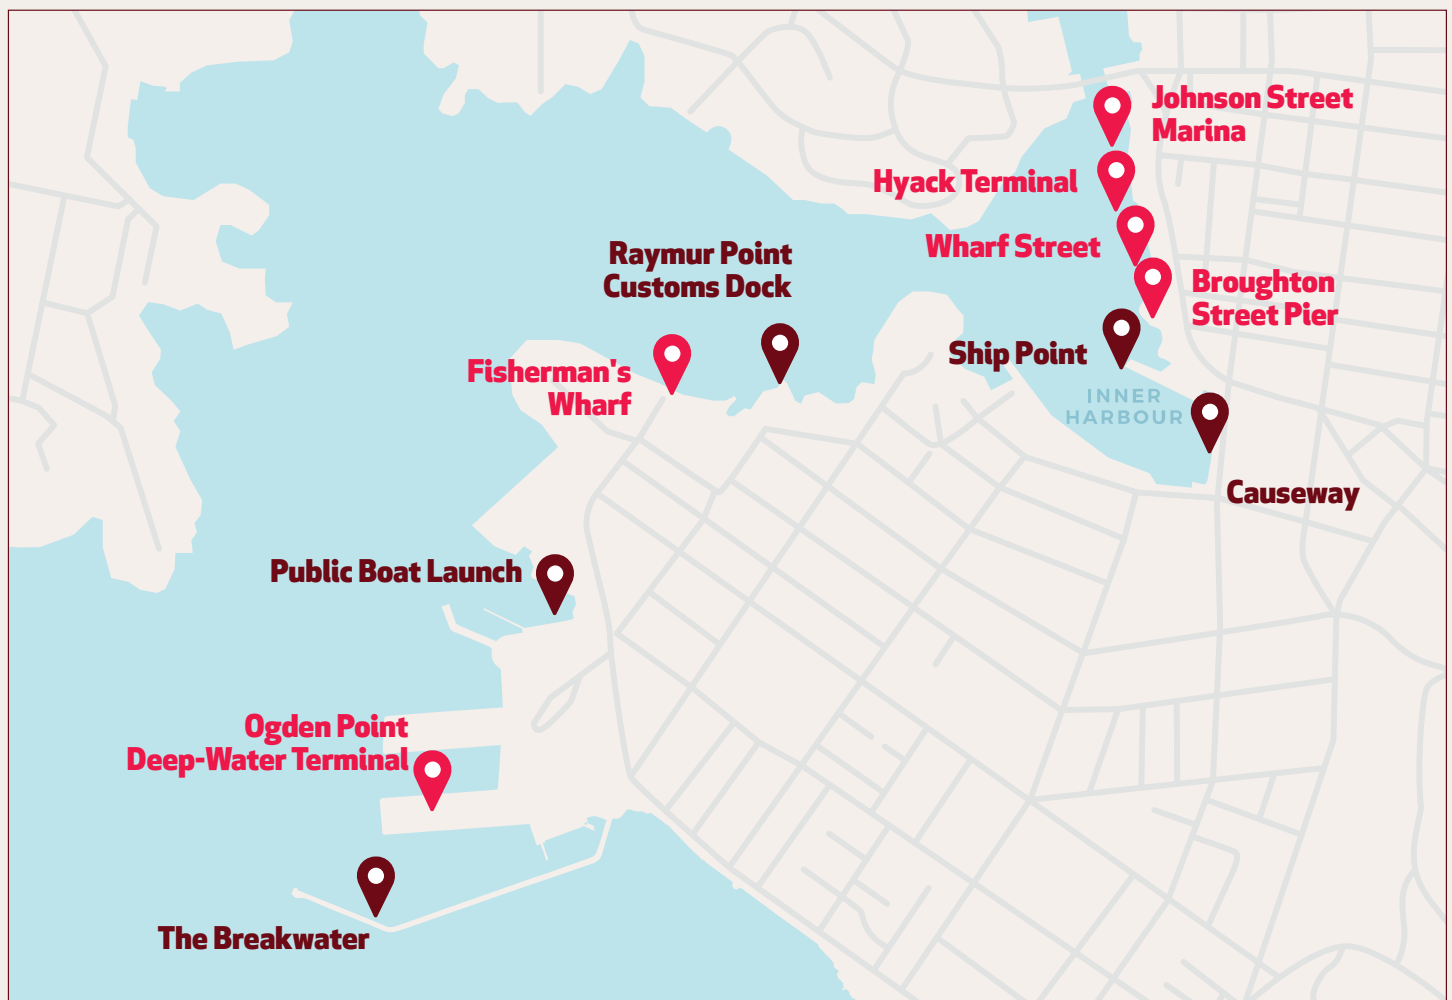 Johnson Street
Marina
Hyack Terminal
Wharf Street
Raymur Point
Customs Dock
Broughton
Street Pier
Ship Point
Fisherman's
Wharf
INNER
HARBOUR
Causeway
Public Boat Launch
Ogden Point
Deep-Water Terminal
The Breakwater